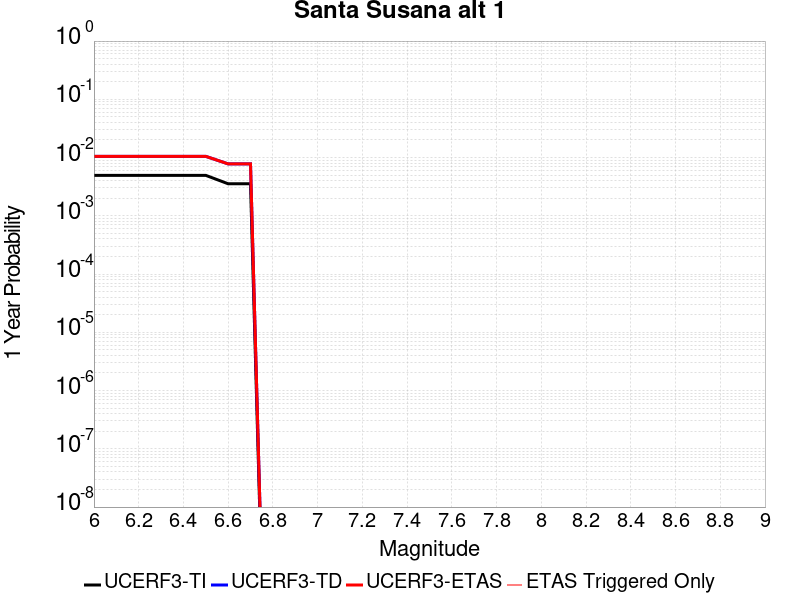 Santa Susana alt 1
10^0
10^-1
10^-2
10^-3
10^-4
10^-5
10^-6
10^-7
10^-8
1 Year Probability
6 6.2 6.4 6.6 6.8 7 7.2 7.4 7.6 7.8 8 8.2 8.4 8.6 8.8 9
Magnitude
UCERF3-TI UCERF3-TD UCERF3-ETAS ETAS Triggered Only